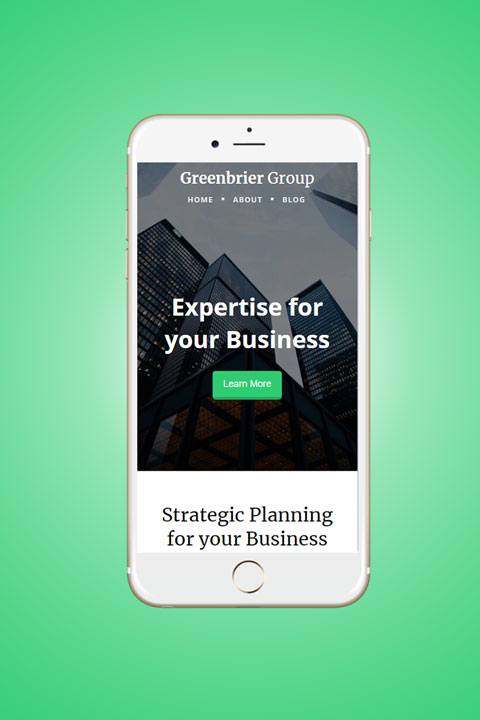 Greenbrier Group
HOME ▪ ABOUT ▪ BLOG
Expertise for
your Business
Learn More
Strategic Planning
for your Business